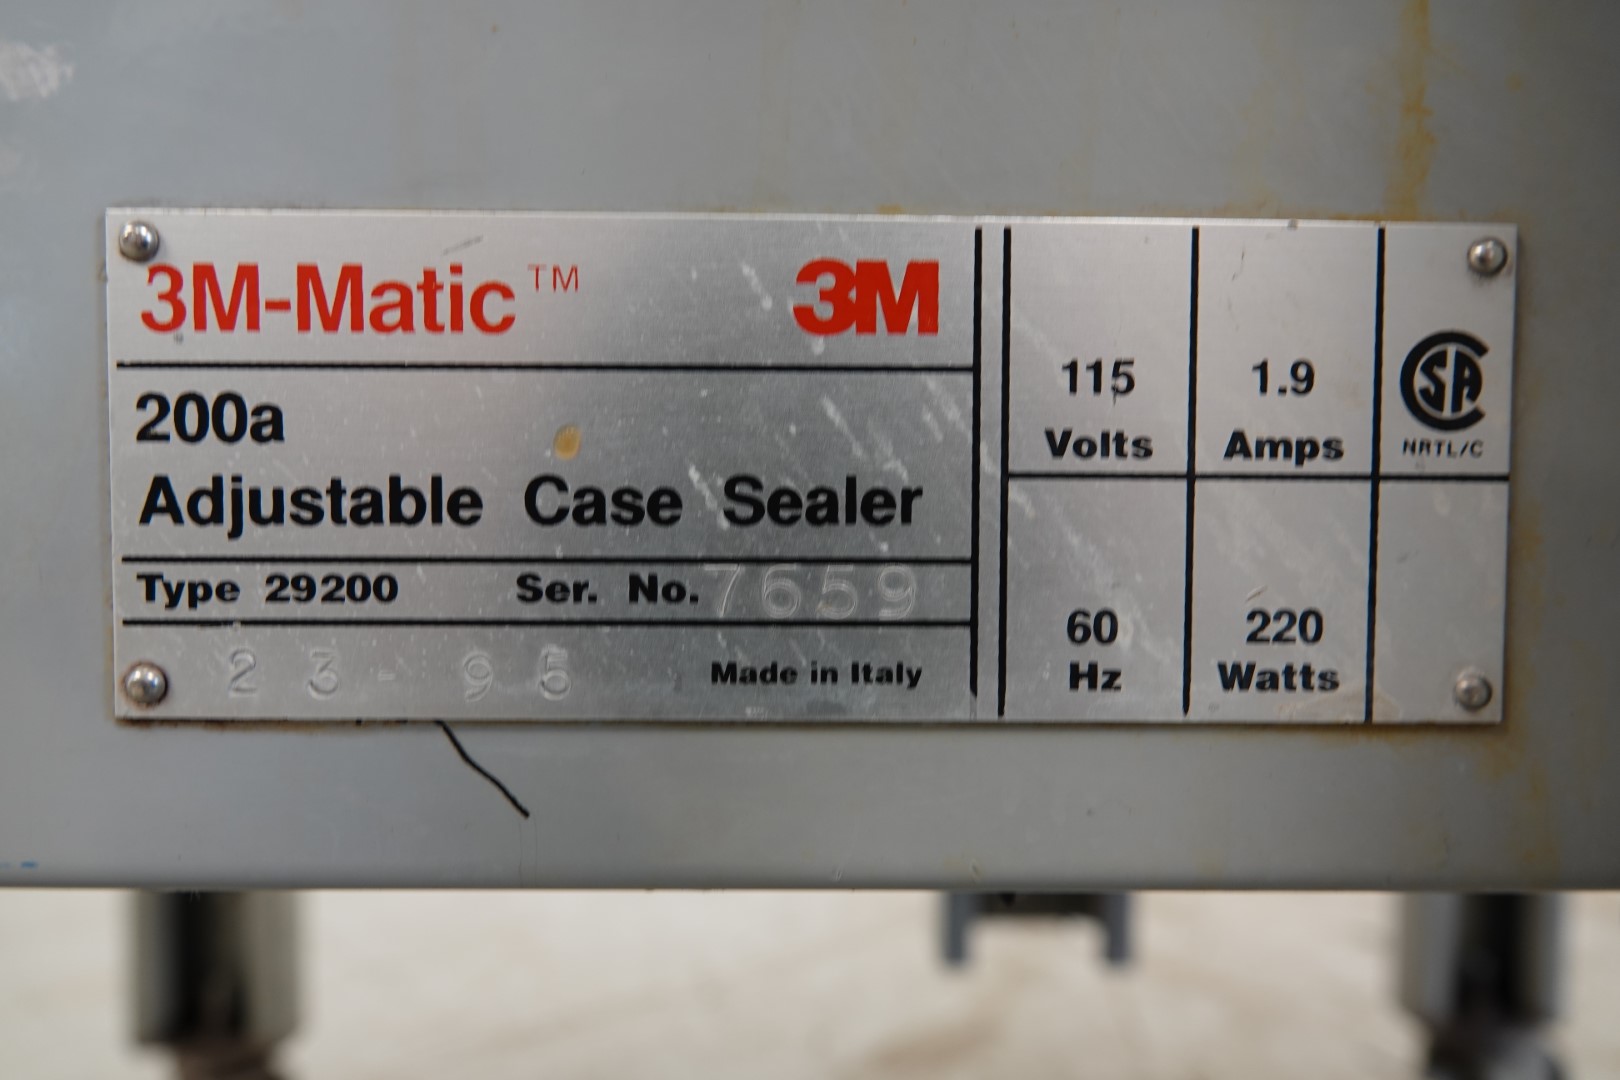 3M-Matic™ 3M
200a
Adjustable Case Sealer
Type 29200 Ser. No. 7659
23-95 Made in Italy
115
Volts
1.9
Amps
60
Hz
220
Watts
CSA
NRTL/C